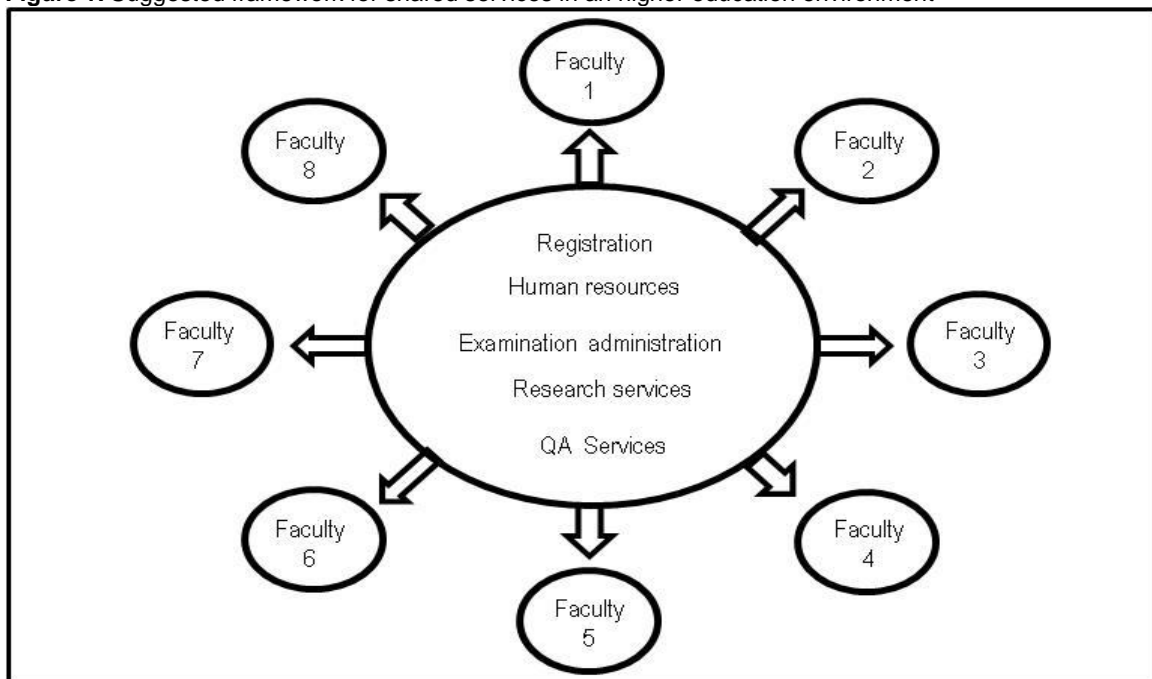 Figure Suggested framework for shared services in an higher education environment
Faculty
1
Faculty
8
Faculty
2
Registration
Human resources
Faculty
7
Examination administration
Faculty
3
Research services
QA Services
Faculty
6
Faculty
4
Faculty
5